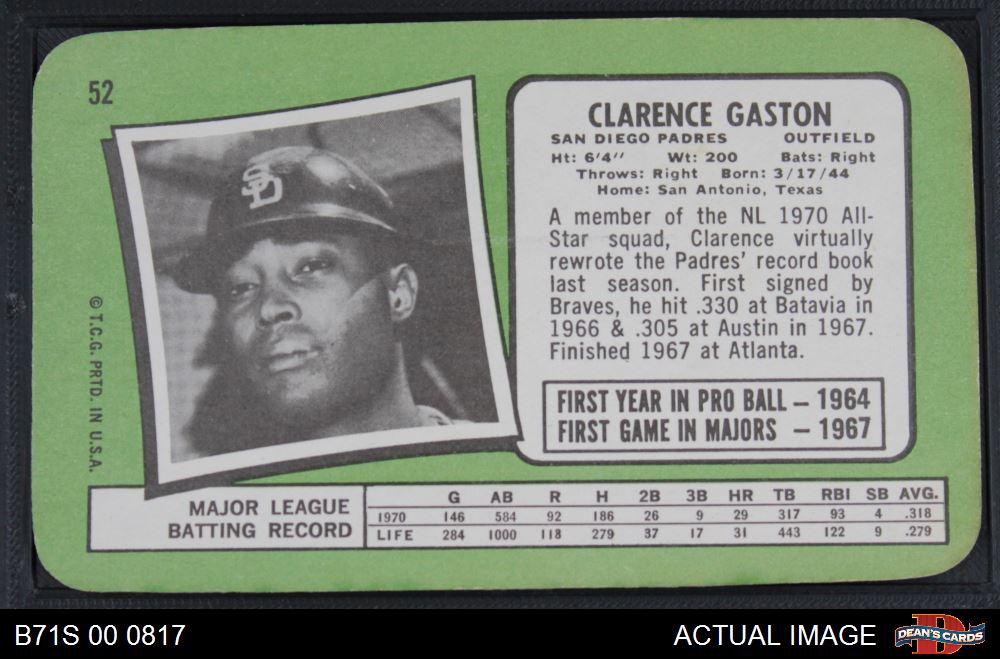 52
SD
© T.C.G. PRTD. IN U.S.A.
CLARENCE GASTON
SAN DIEGO PADRES OUTFIELD
Ht: 6'4" Wt: 200 Bats: Right
Throws: Right Born: 3/17/44
Home: San Antonio, Texas
A member of the NL 1970 All-
Star squad, Clarence virtually
rewrote the Padres' record book
last season. First signed by
Braves, he hit .330 at Batavia in
1966 & .305 at Austin in 1967.
Finished 1967 at Atlanta.
FIRST YEAR IN PRO BALL – 1964
FIRST GAME IN MAJORS – 1967
MAJOR LEAGUE
BATTING RECORD
G AB R H 2B 3B HR TB RBI SB AVG.
1970 146 584 92 186 26 9 29 317 93 4 .318
LIFE 284 1000 118 279 37 17 31 443 122 9 .279
B71S 00 0817
ACTUAL IMAGE
D
DEAN'S CARDS